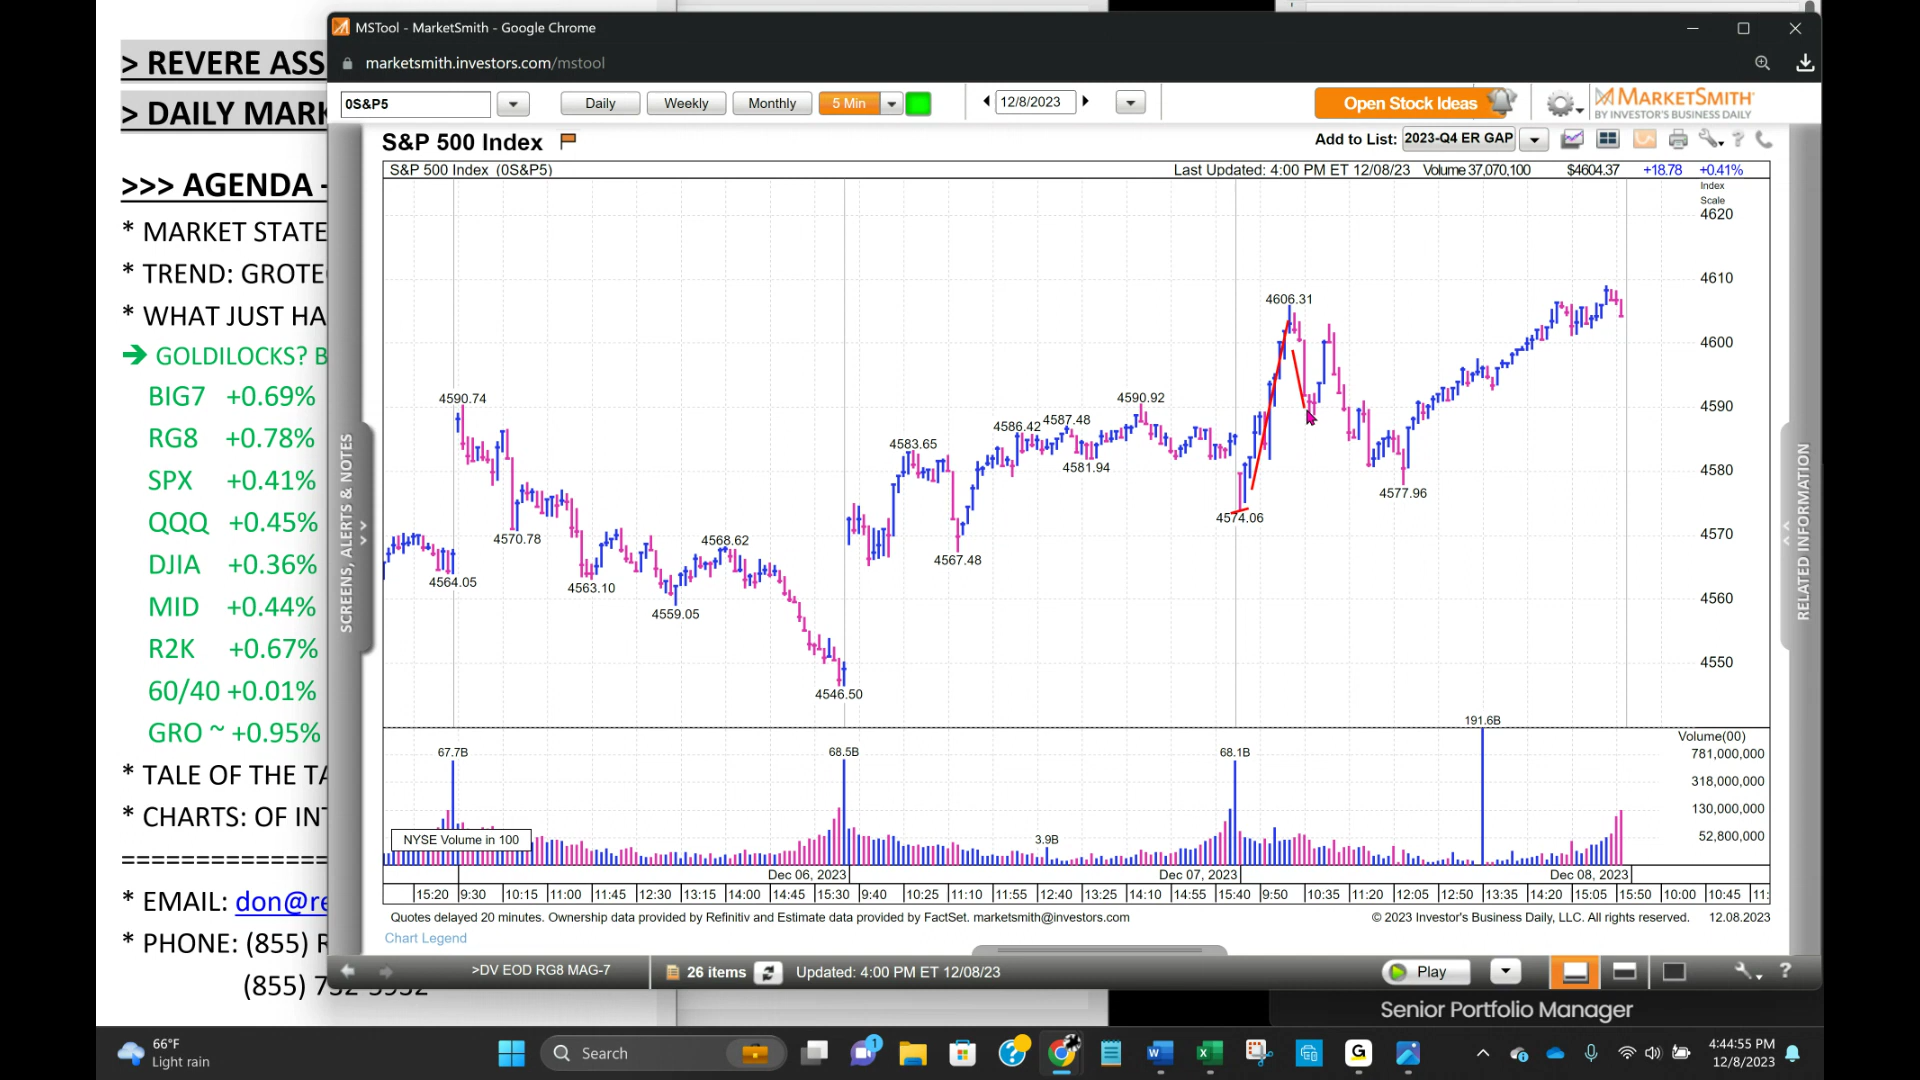 > REVERE ASS
> DAILY MARK
>>> AGENDA -
* MARKET STATE
* TREND: GROTE
* WHAT JUST HA
➔ GOLDILOCKS? B
BIG7 +0.69%
RG8 +0.78%
SPX +0.41%
QQQ +0.45%
DJIA +0.36%
MID +0.44%
R2K +0.67%
60/40 +0.01%
GRO ~ +0.95%
* TALE OF THE TA
* CHARTS: OF INT
* EMAIL: don@re
* PHONE: (855) R
(855) 732-3932
MSTool - MarketSmith - Google Chrome
marketsmith.investors.com/mstool
0S&P5
Daily
Weekly
Monthly
5 Min
12/8/2023
Open Stock Ideas
MARKETSMITH
BY INVESTOR'S BUSINESS DAILY
S&P 500 Index
Add to List: 2023-Q4 ER GAP
S&P 500 Index (0S&P5)
Last Updated: 4:00 PM ET 12/08/23 Volume 37,070,100 $4604.37 +18.78 +0.41%
Index
Scale
4620
4610
4600
4590
4580
4570
4560
4550
4590.74
4564.05
4570.78
4563.10
4559.05
4568.62
4546.50
4583.65
4567.48
4586.42
4587.48
4581.94
4590.92
4574.06
4606.31
4577.96
67.7B
68.5B
3.9B
68.1B
191.6B
Volume(00)
781,000,000
318,000,000
130,000,000
52,800,000
NYSE Volume in 100
Dec 06, 2023
Dec 07, 2023
Dec 08, 2023
15:20 9:30 10:15 11:00 11:45 12:30 13:15 14:00 14:45 15:30 9:40 10:25 11:10 11:55 12:40 13:25 14:10 14:55 15:40 9:50 10:35 11:20 12:05 12:50 13:35 14:20 15:05 15:50 10:00 10:45 11:
Quotes delayed 20 minutes. Ownership data provided by Refinitiv and Estimate data provided by FactSet. marketsmith@investors.com
© 2023 Investor's Business Daily, LLC. All rights reserved. 12.08.2023
Chart Legend
SCREENS, ALERTS & NOTES
RELATED INFORMATION
>DV EOD RG8 MAG-7
26 items
Updated: 4:00 PM ET 12/08/23
Play
Senior Portfolio Manager
66°F
Light rain
Search
1
4:44:55 PM
12/8/2023